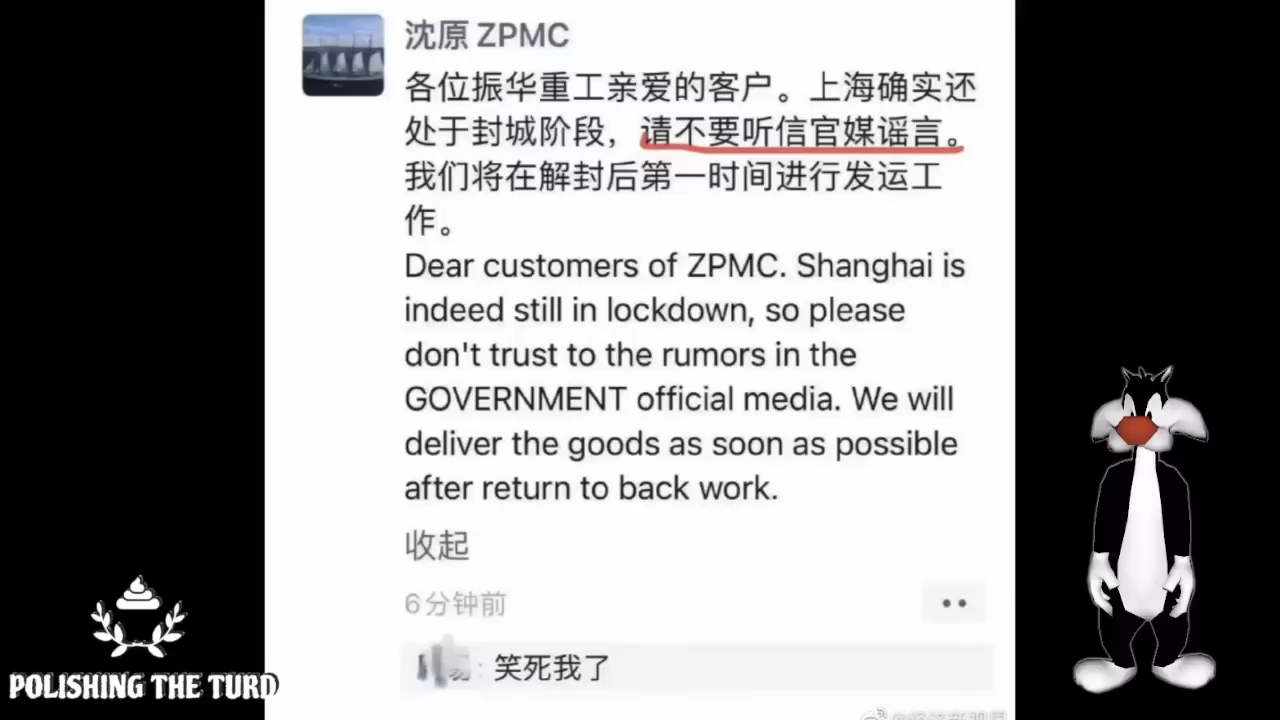 沈原 ZPMC
各位振华重工亲爱的客户。上海确实还
处于封城阶段，请不要听信官媒谣言。
我们将在解封后第一时间进行发运工
作。
Dear customers of ZPMC. Shanghai is
indeed still in lockdown, so please
don't trust to the rumors in the
GOVERNMENT official media. We will
deliver the goods as soon as possible
after return to back work.
收起
6分钟前
: 笑死我了
POLISHING THE TURD